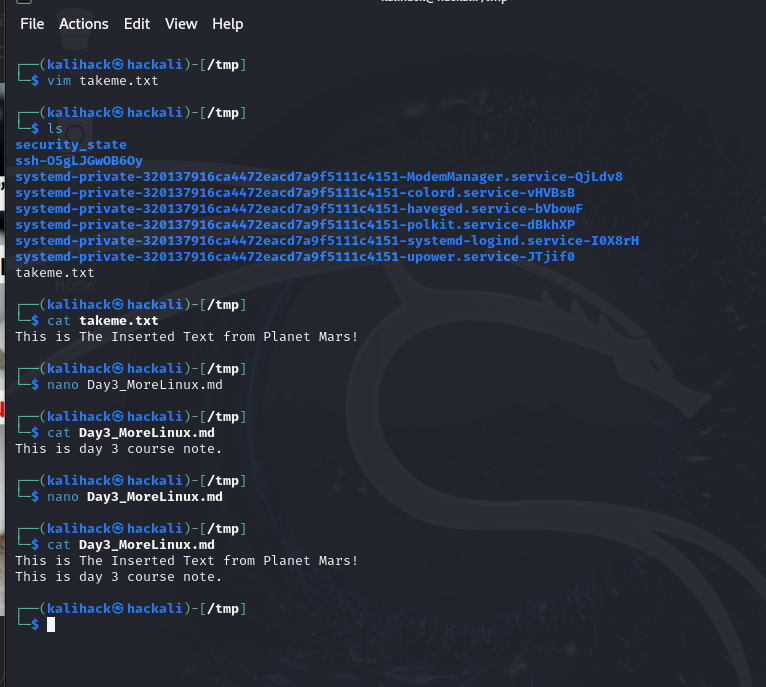 File Actions Edit View Help
┌──(kalihack㉿hackali)-[/tmp]
└─$ vim takeme.txt
┌──(kalihack㉿hackali)-[/tmp]
└─$ ls
security_state
ssh-O5gLJGwOB6Oy
systemd-private-320137916ca4472eacd7a9f5111c4151-ModemManager.service-QjLdv8
systemd-private-320137916ca4472eacd7a9f5111c4151-colord.service-vHVBsB
systemd-private-320137916ca4472eacd7a9f5111c4151-haveged.service-bVbowF
systemd-private-320137916ca4472eacd7a9f5111c4151-polkit.service-dBkhXP
systemd-private-320137916ca4472eacd7a9f5111c4151-systemd-logind.service-I0X8rH
systemd-private-320137916ca4472eacd7a9f5111c4151-upower.service-JTjif0
takeme.txt
Home
┌──(kalihack㉿hackali)-[/tmp]
└─$ cat takeme.txt
This is The Inserted Text from Planet Mars!
┌──(kalihack㉿hackali)-[/tmp]
└─$ nano Day3_MoreLinux.md
┌──(kalihack㉿hackali)-[/tmp]
└─$ cat Day3_MoreLinux.md
This is day 3 course note.
┌──(kalihack㉿hackali)-[/tmp]
└─$ nano Day3_MoreLinux.md
┌──(kalihack㉿hackali)-[/tmp]
└─$ cat Day3_MoreLinux.md
This is The Inserted Text from Planet Mars!
This is day 3 course note.
┌──(kalihack㉿hackali)-[/tmp]
└─$